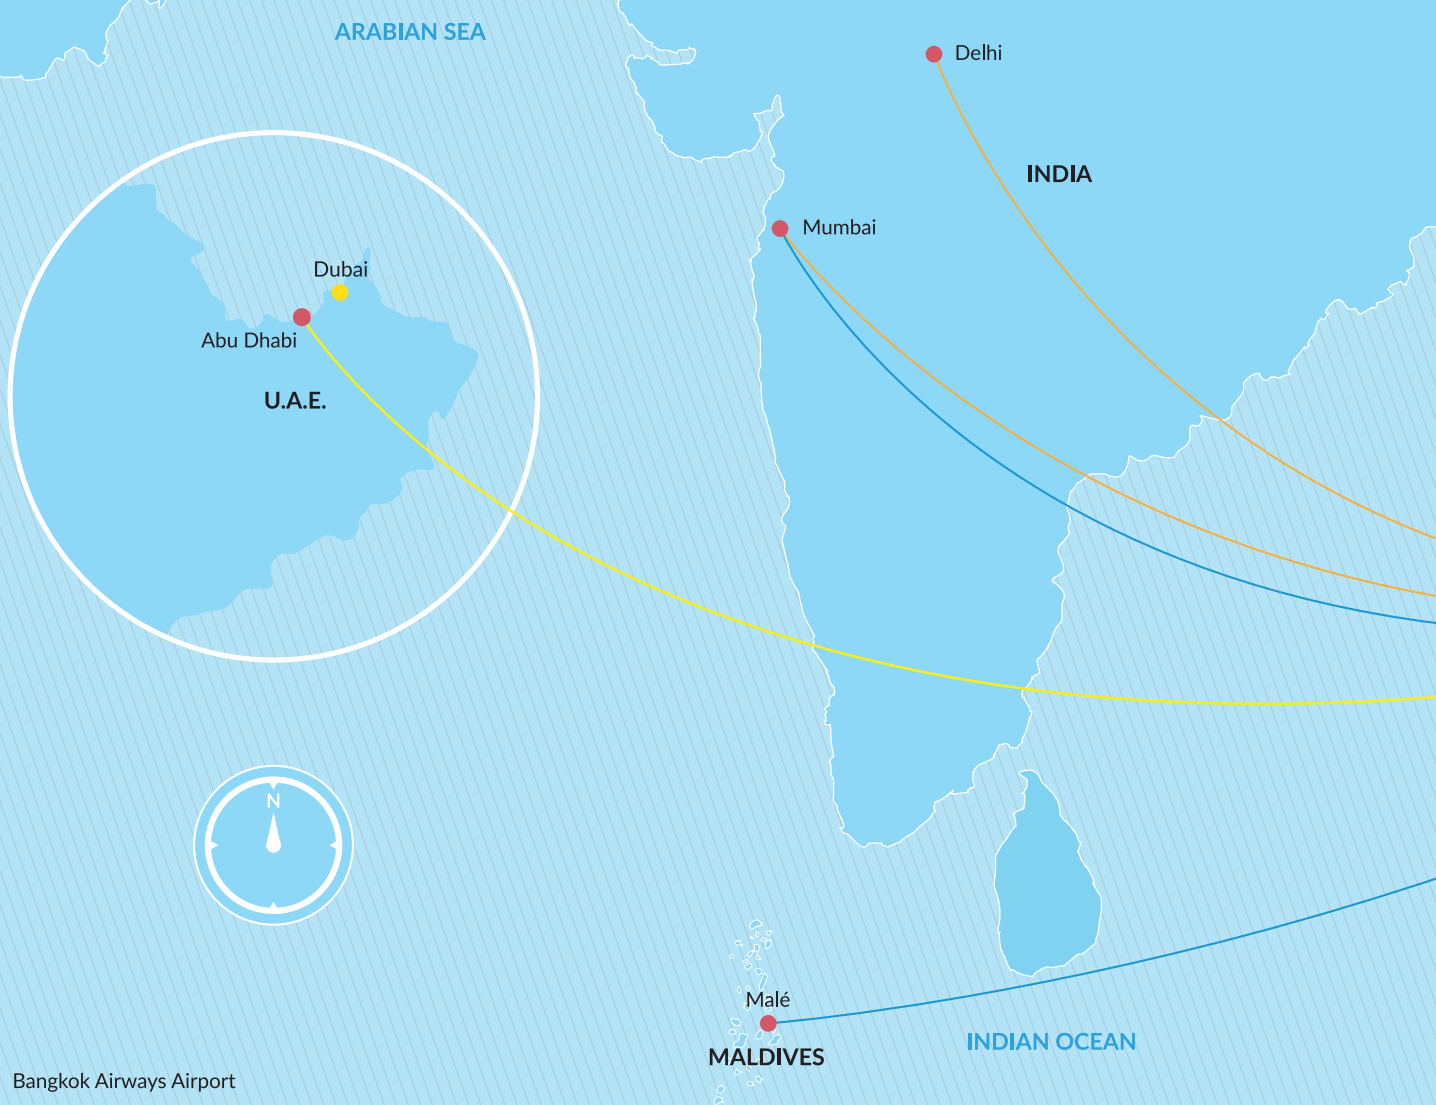 ARABIAN SEA
Delhi
INDIA
Mumbai
Dubai
Abu Dhabi
U.A.E.
N
Malé
INDIAN OCEAN
MALDIVES
Bangkok Airways Airport